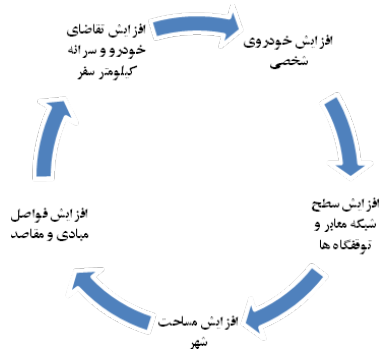 افزایش خودروی
شخصی
افزایش سطح
شبکه معابر و
توقفگاه ها
افزایش مساحت
شهر
افزایش فواصل
مبادی و مقاصد
افزایش تقاضای
خودرو و سرانه
کیلومتر سفر